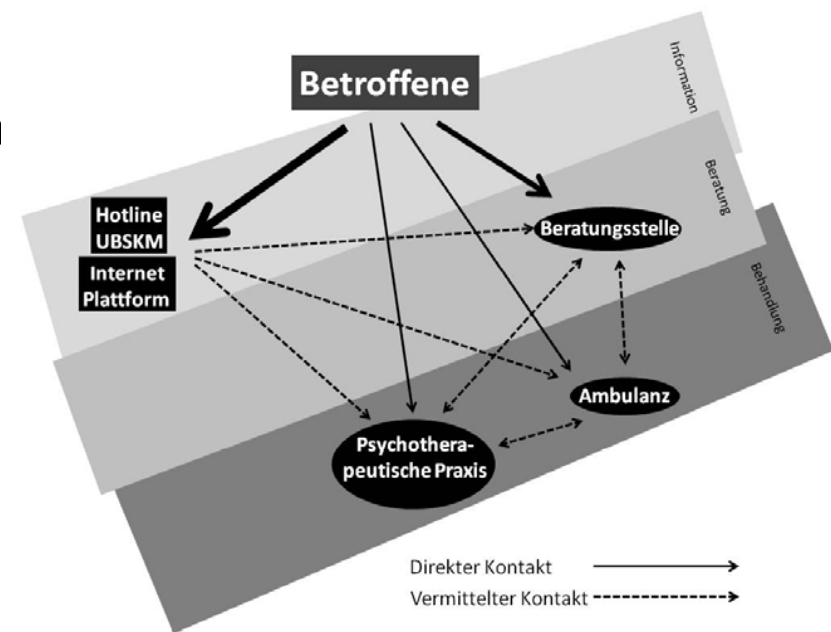 Betroffene
Information
Beratung
Behandlung
Hotline
UBSKM
Internet
Plattform
Beratungsstelle
Ambulanz
Psychothera-
peutische Praxis
Direkter Kontakt
Vermittelter Kontakt